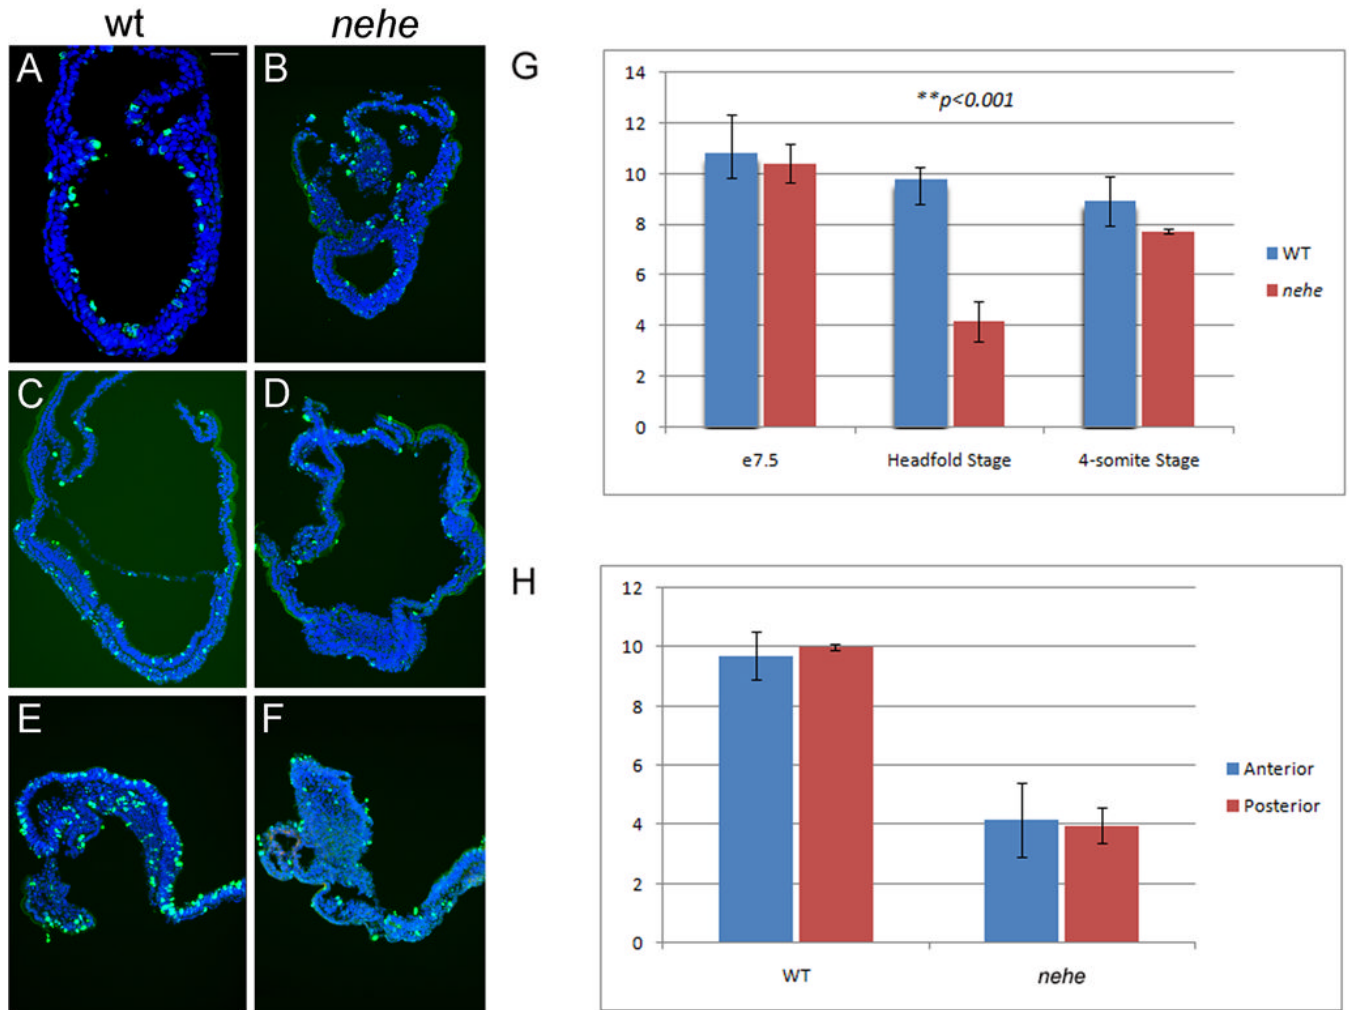 wt nehe
A
B
C
D
E
F
G
14
12
10
8
6
4
2
0
**p<0.001
e7.5 Headfold Stage 4-somite Stage
WT
nehe
H
12
10
8
6
4
2
0
WT nehe
Anterior
Posterior